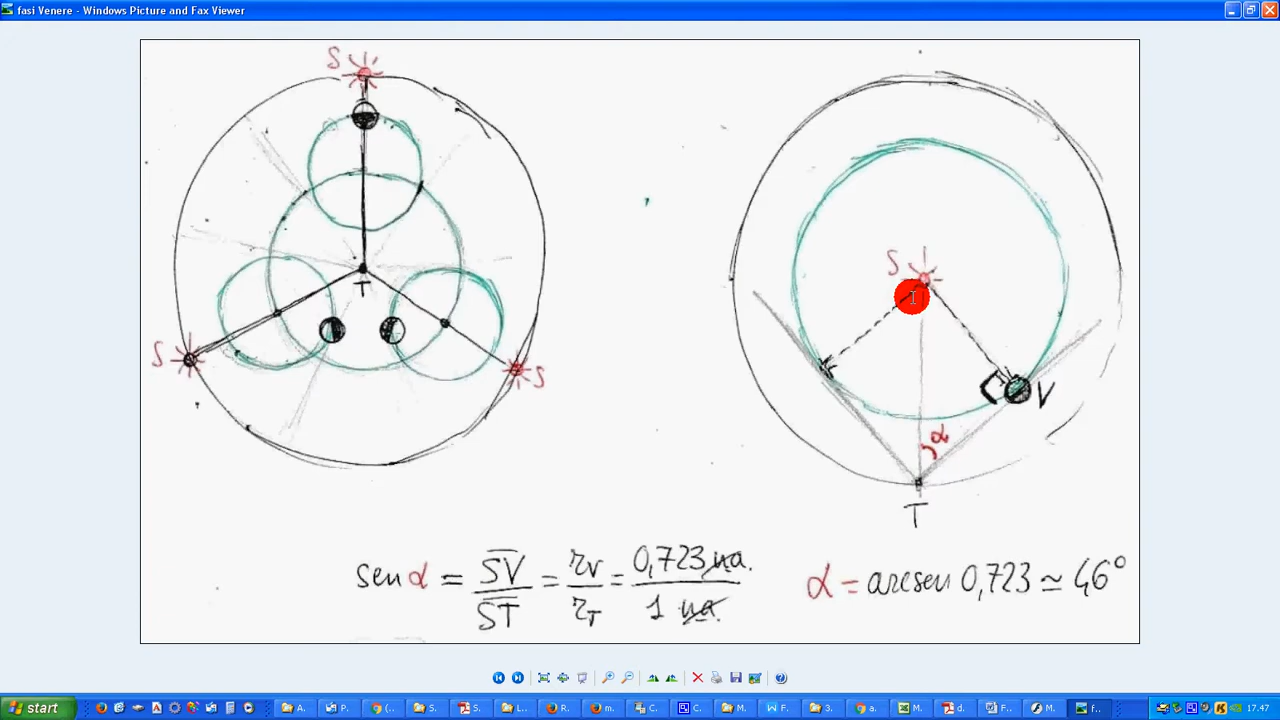 fasi Venere - Windows Picture and Fax Viewer
S
T
S
S
S
V
α
T
sen α = SV/ST = rV/rT = 0,723 ua./1 ua.
α = arcsen 0,723 ≃ 46°
start
A.
P.
(
S.
S.
L...
R.
m.
C.
C.
M.
F.
3.
a.
M.
d.
F..
M.
f..
17.47